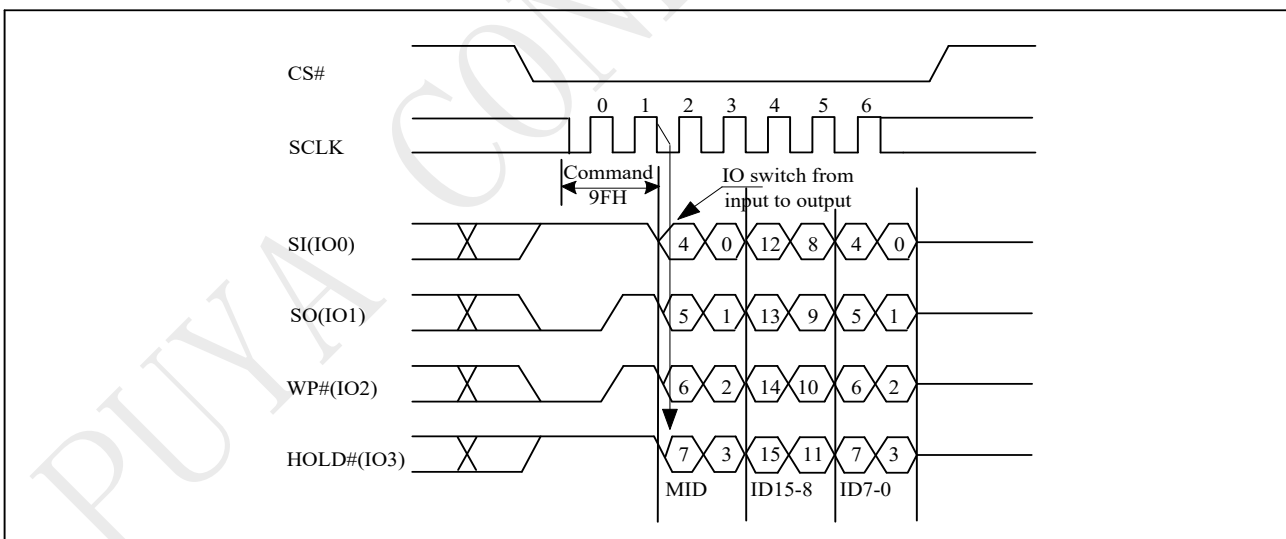 PUYA CON
CS#
0 1 2 3 4 5 6
SCLK
Command
9FH
IO switch from
input to output
SI(IO0)
4 0 12 8 4 0
SO(IO1)
5 1 13 9 5 1
WP#(IO2)
6 2 14 10 6 2
HOLD#(IO3)
7 3 15 11 7 3
MID ID15-8 ID7-0